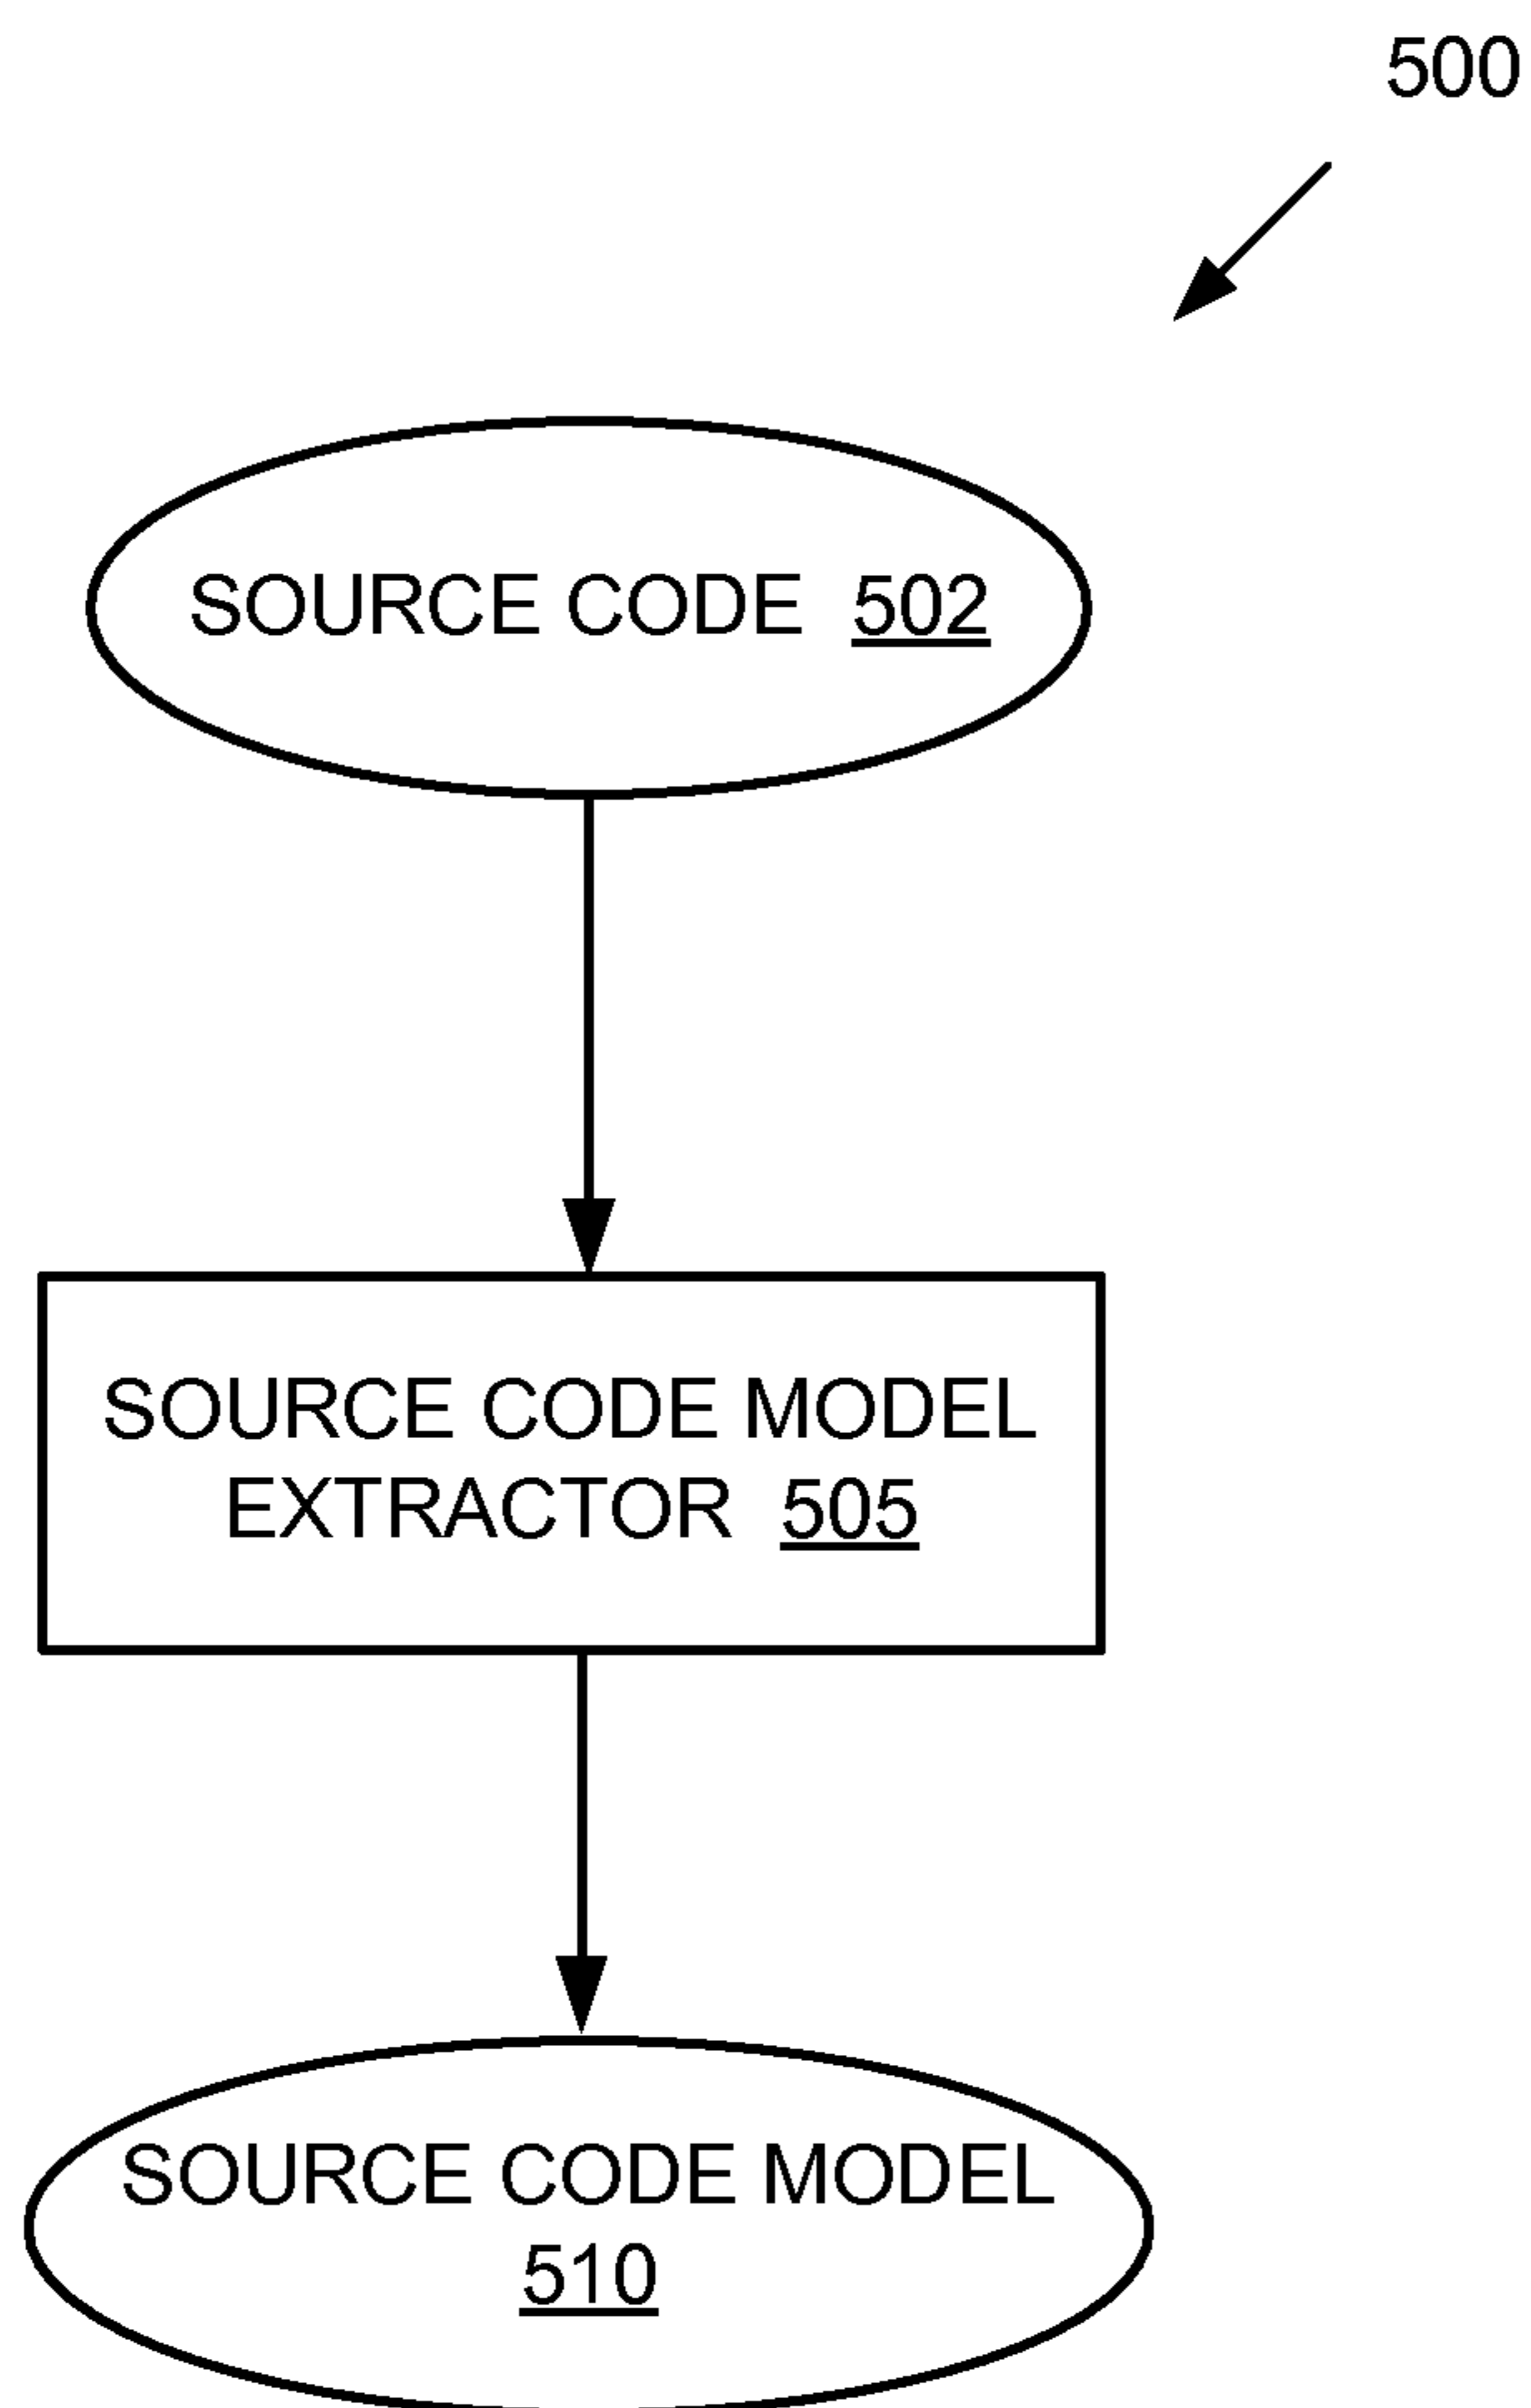 500
SOURCE CODE 502
SOURCE CODE MODEL
EXTRACTOR 505
SOURCE CODE MODEL
510